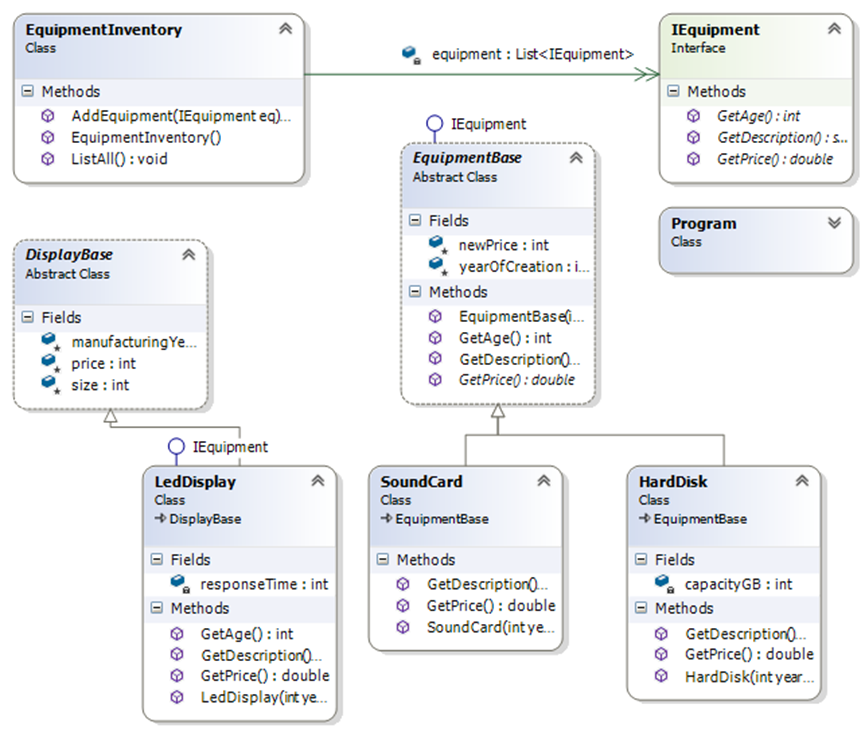 EquipmentInventory
Class
Methods
AddEquipment(IEquipment eq)...
EquipmentInventory()
ListAll() : void
equipment : List<IEquipment>
IEquipment
Interface
Methods
GetAge() : int
GetDescription() : s...
GetPrice() : double
Program
Class
IEquipment
EquipmentBase
Abstract Class
Fields
newPrice : int
yearOfCreation : i...
Methods
EquipmentBase(i...
GetAge() : int
GetDescription()...
GetPrice() : double
DisplayBase
Abstract Class
Fields
manufacturingYe...
price : int
size : int
IEquipment
LedDisplay
Class
DisplayBase
Fields
responseTime : int
Methods
GetAge() : int
GetDescription()...
GetPrice() : double
LedDisplay(int ye...
SoundCard
Class
EquipmentBase
Methods
GetDescription()...
GetPrice() : double
SoundCard(int ye...
HardDisk
Class
EquipmentBase
Fields
capacityGB : int
Methods
GetDescription()...
GetPrice() : double
HardDisk(int year...